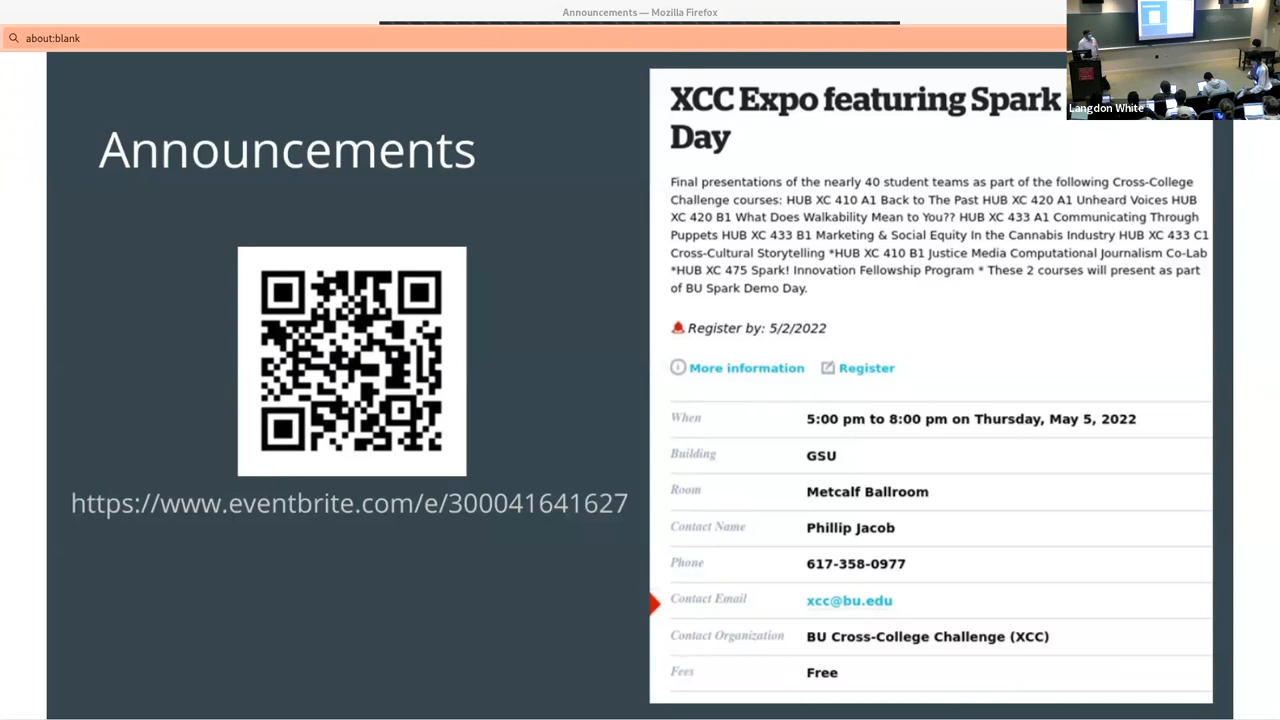 Announcements — Mozilla Firefox
about:blank
Langdon White
Announcements
https://www.eventbrite.com/e/300041641627
XCC Expo featuring Spark
Day
Final presentations of the nearly 40 student teams as part of the following Cross-College
Challenge courses: HUB XC 410 A1 Back to The Past HUB XC 420 A1 Unheard Voices HUB
XC 420 B1 What Does Walkability Mean to You?? HUB XC 433 A1 Communicating Through
Puppets HUB XC 433 B1 Marketing & Social Equity In the Cannabis Industry HUB XC 433 C1
Cross-Cultural Storytelling *HUB XC 410 B1 Justice Media Computational Journalism Co-Lab
*HUB XC 475 Spark! Innovation Fellowship Program * These 2 courses will present as part
of BU Spark Demo Day.
Register by: 5/2/2022
More information Register
When 5:00 pm to 8:00 pm on Thursday, May 5, 2022
Building GSU
Room Metcalf Ballroom
Contact Name Phillip Jacob
Phone 617-358-0977
Contact Email xcc@bu.edu
Contact Organization BU Cross-College Challenge (XCC)
Fees Free